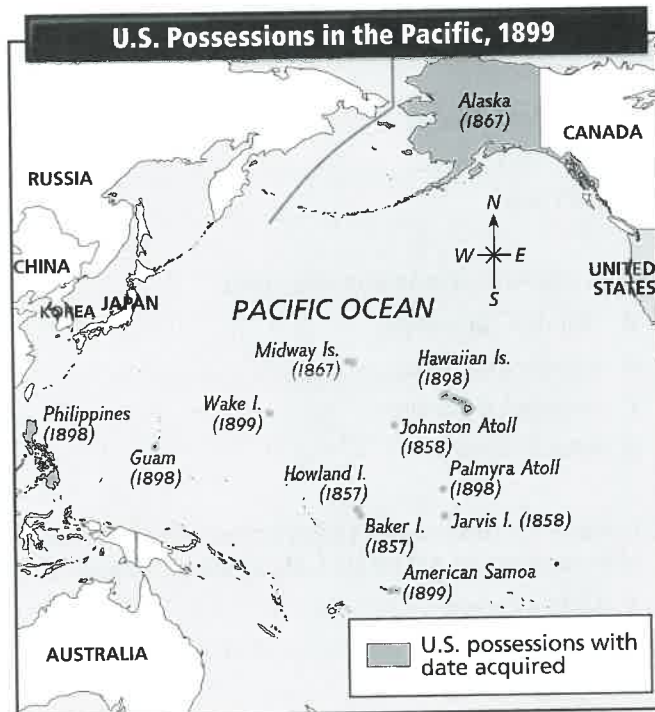 U.S. Possessions in the Pacific, 1899
Alaska
(1867)
CANADA
RUSSIA
N
W E
S
CHINA
UNITED
STATES
KOREA
JAPAN
PACIFIC OCEAN
Midway Is.
(1867)
Hawaiian Is.
(1898)
Philippines
(1898)
Wake I.
(1899)
Johnston Atoll
(1858)
Guam
(1898)
Howland I.
(1857)
Palmyra Atoll
(1898)
Baker I.
(1857)
Jarvis I. (1858)
American Samoa
(1899)
AUSTRALIA
U.S. possessions with
date acquired